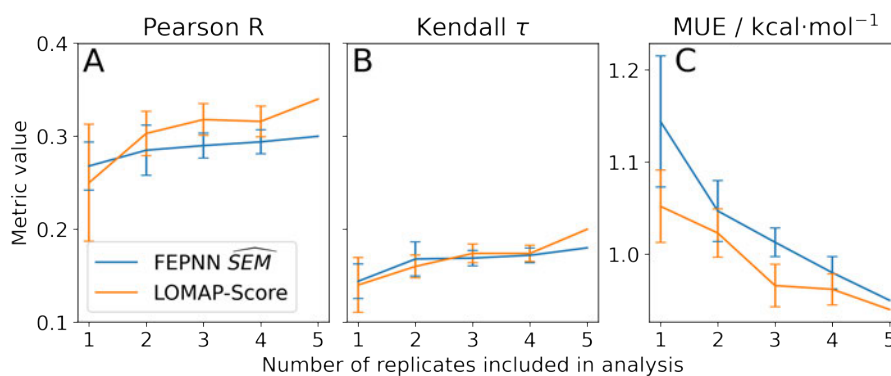 Pearson R
Kendall τ
MUE / kcal·mol⁻¹
A
B
C
Metric value
0.4
0.3
0.2
0.1
1.2
1.1
1.0
FEPNN SEM̂
LOMAP-Score
1 2 3 4 5
1 2 3 4 5
1 2 3 4 5
Number of replicates included in analysis